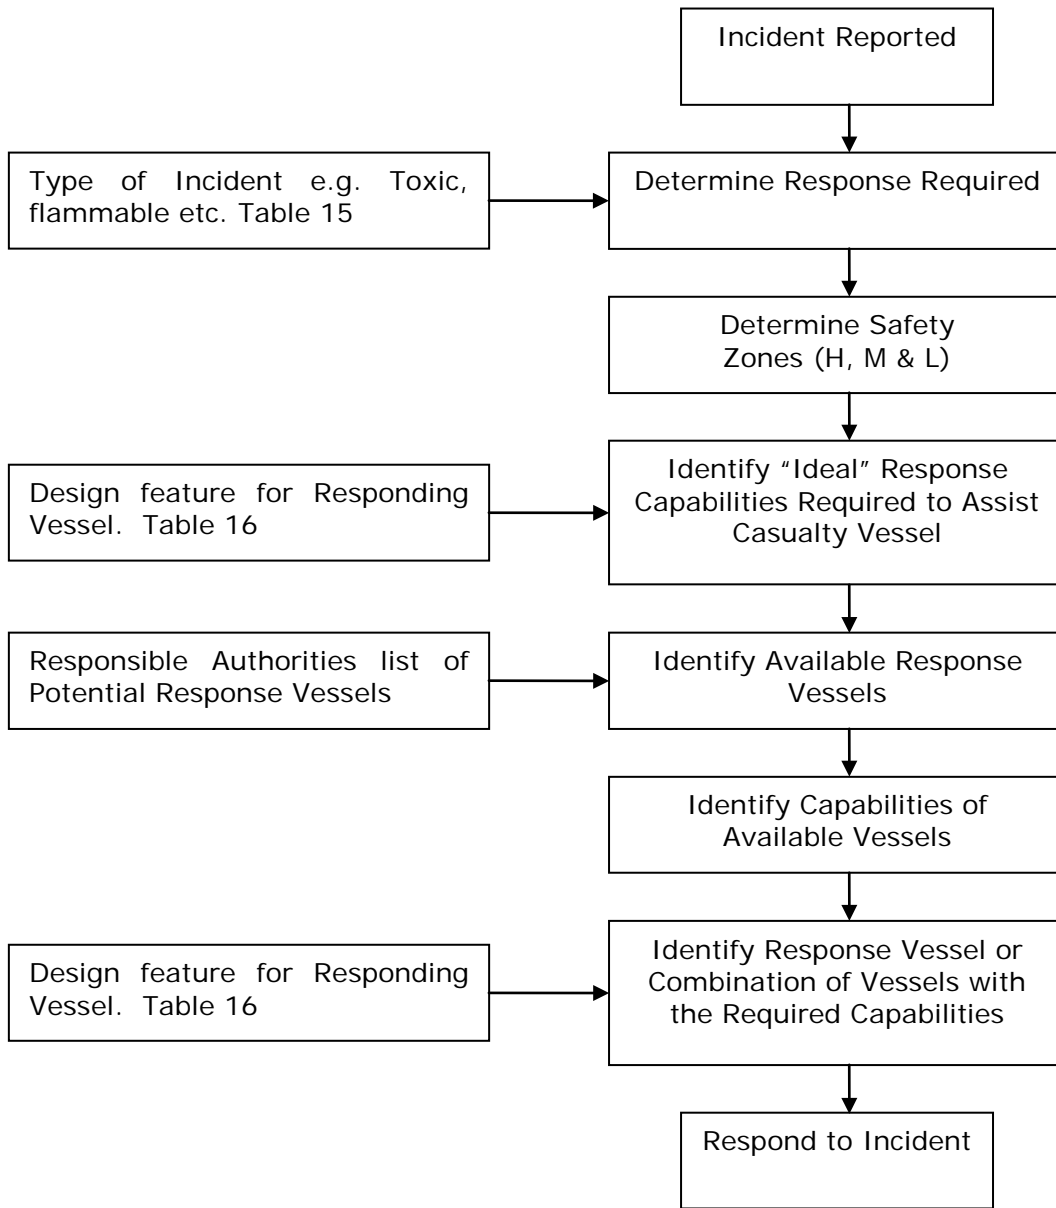 Incident Reported
Type of Incident e.g. Toxic,
flammable etc. Table 15
Determine Response Required
Determine Safety
Zones (H, M & L)
Design feature for Responding
Vessel. Table 16
Identify “Ideal” Response
Capabilities Required to Assist
Casualty Vessel
Responsible Authorities list of
Potential Response Vessels
Identify Available Response
Vessels
Identify Capabilities of
Available Vessels
Design feature for Responding
Vessel. Table 16
Identify Response Vessel or
Combination of Vessels with
the Required Capabilities
Respond to Incident